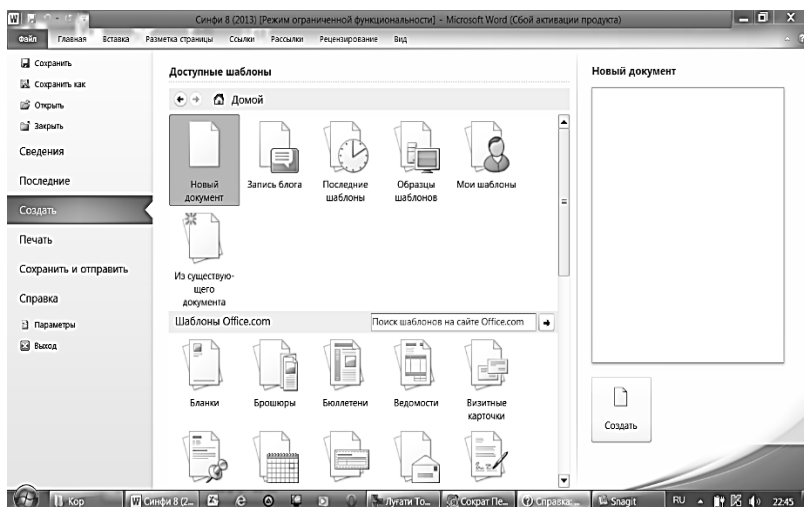 Синфи 8 (2013) [Режим ограниченной функциональности] - Microsoft Word (Сбой активации продукта)
Файл Главная Вставка Разметка страницы Ссылки Рассылки Рецензирование Вид
Сохранить
Сохранить как
Открыть
Закрыть
Сведения
Последние
Создать
Печать
Сохранить и отправить
Справка
Параметры
Выход
Доступные шаблоны
Домой
Новый документ
Запись блога
Последние шаблоны
Образцы шаблонов
Мои шаблоны
Из существую-
щего
документа
Шаблоны Office.com
Поиск шаблонов на сайте Office.com
Бланки
Брошюры
Бюллетени
Ведомости
Визитные карточки
Новый документ
Создать
Кор
Синфи 8 (2...
Лугати То...
Сократ Пе...
Справка: ...
Snagit
RU
22:45